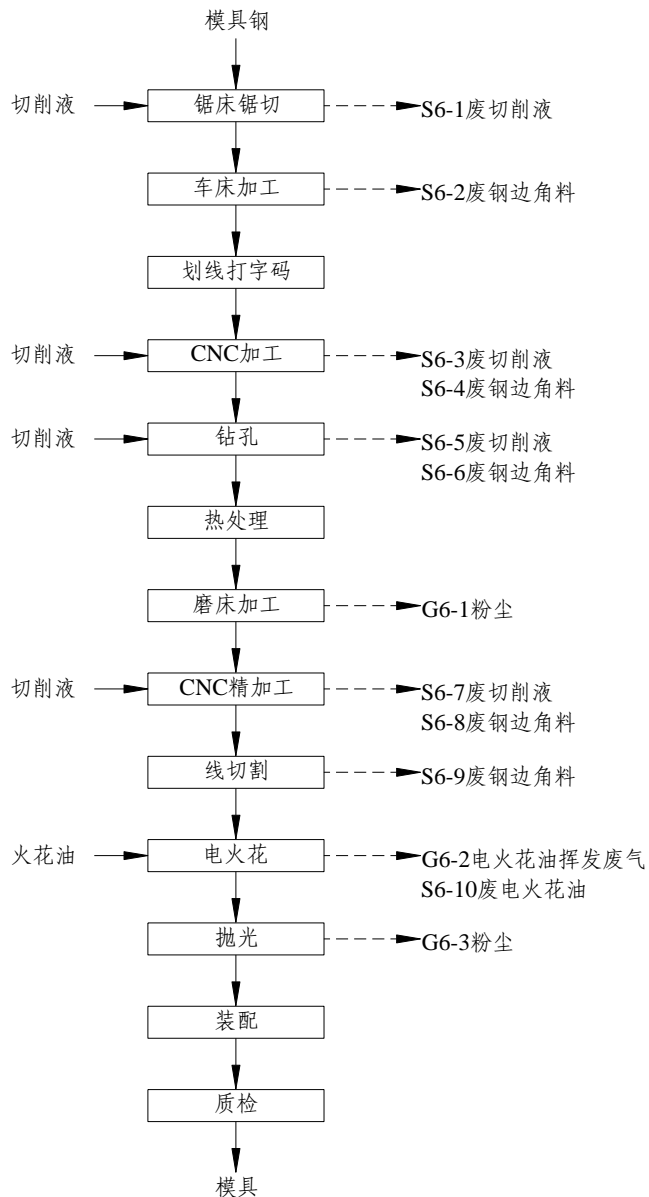 模具钢
切削液 锯床锯切 S6-1废切削液
车床加工 S6-2废钢边角料
划线打字码
切削液 CNC加工 S6-3废切削液
S6-4废钢边角料
切削液 钻孔 S6-5废切削液
S6-6废钢边角料
热处理
磨床加工 G6-1粉尘
切削液 CNC精加工 S6-7废切削液
S6-8废钢边角料
线切割 S6-9废钢边角料
火花油 电火花 G6-2电火花油挥发废气
S6-10废电火花油
抛光 G6-3粉尘
装配
质检
模具